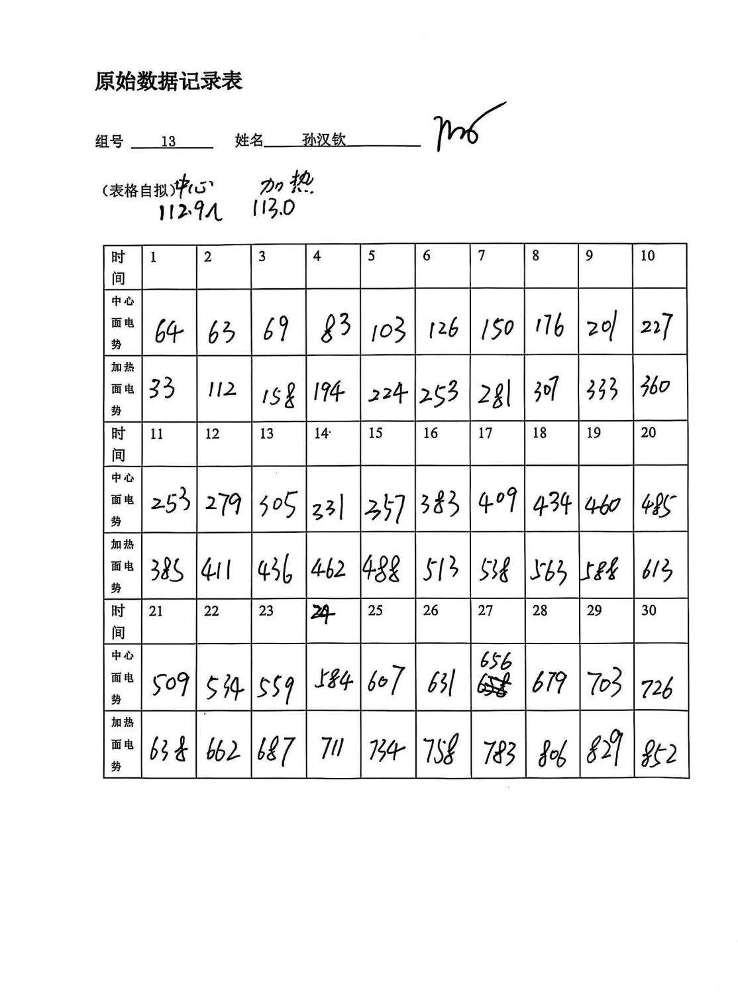 原始数据记录表
组号 13 姓名 孙汉钦
(表格自拟)中心 加热
112.9Ω 113.0
时间 1 2 3 4 5 6 7 8 9 10
中心面电势 64 63 69 83 103 126 150 176 201 227
加热面电势 33 112 158 194 224 253 281 307 333 360
时间 11 12 13 14 15 16 17 18 19 20
中心面电势 253 279 305 331 357 383 409 434 460 485
加热面电势 385 411 436 462 488 513 538 563 588 613
时间 21 22 23 24 25 26 27 28 29 30
中心面电势 509 534 559 584 607 631 656 679 703 726
加热面电势 638 662 687 711 734 758 783 806 829 852